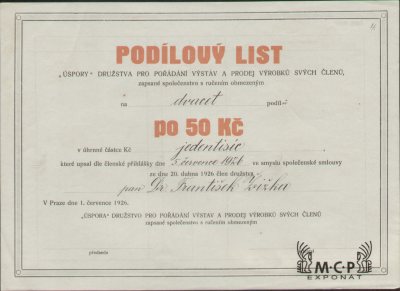 PODÍLOVÝ LIST
„ÚSPORY" DRUŽSTVA PRO POŘÁDÁNÍ VÝSTAV A PRODEJ VÝROBKŮ SVÝCH ČLENŮ,
zapsané společenstvo s ručením obmezeným
na dvacet podílů
po 50 Kč
v úhrnné částce Kč jedentisíc
které upsal dle členské přihlášky dne 5. července 1926 ve smyslu společenské smlouvy
ze dne 20. dubna 1926 člen družstva
pan Dr. František
V Praze dne 1. července 1926.
„ÚSPORA" DRUŽSTVO PRO POŘÁDÁNÍ VÝSTAV A PRODEJ VÝROBKŮ SVÝCH ČLENŮ
zapsané společenstvo s ručením obmezeným
předseda
M·C·P
EXPONAT